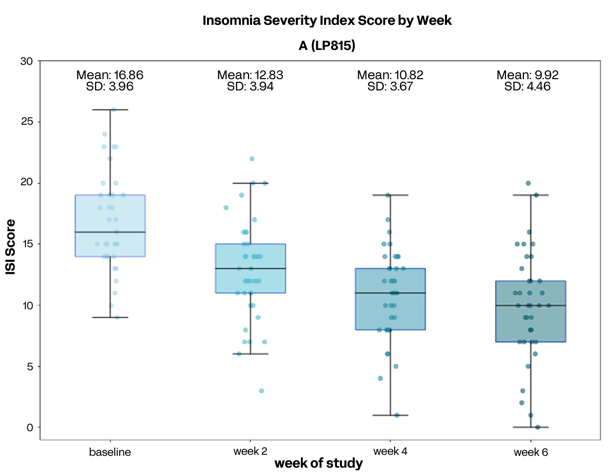 Insomnia Severity Index Score by Week
A (LP815)
Mean: 16.86 Mean: 12.83 Mean: 10.82 Mean: 9.92
SD: 3.96 SD: 3.94 SD: 3.67 SD: 4.46
ISI Score
30
25
20
15
10
5
0
baseline week 2 week 4 week 6
week of study